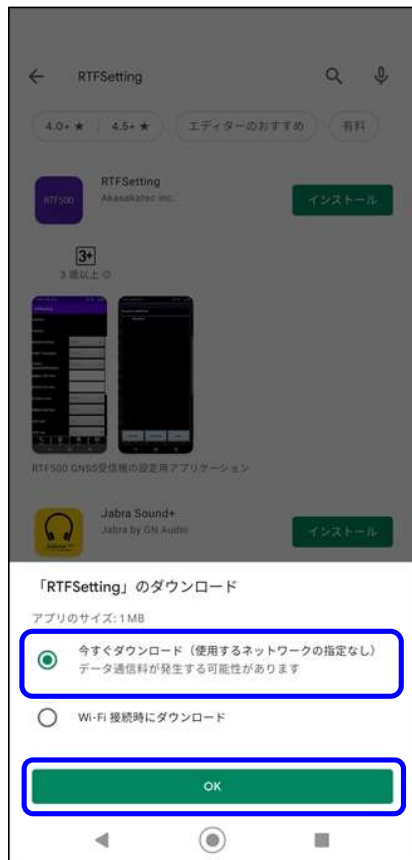 RTFSetting
4.0+ ★ 4.5+ ★ エディターのおすすめ 有料
RTF500
RTFSetting
Akasakatec inc.
インストール
3+
3 歳以上
RTF500 GNSS受信機の設定用アプリケーション
Jabra Sound+
Jabra by GN Audio
インストール
Jabra
「RTFSetting」のダウンロード
アプリのサイズ: 1 MB
今すぐダウンロード（使用するネットワークの指定なし）
データ通信料が発生する可能性があります
Wi-Fi 接続時にダウンロード
OK